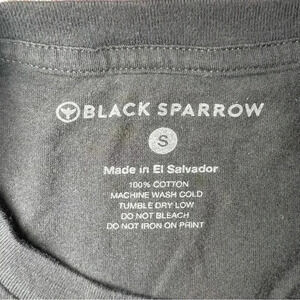 BLACK SPARROW
S
Made in El Salvador
100% COTTON
MACHINE WASH COLD
TUMBLE DRY LOW
DO NOT BLEACH
DO NOT IRON ON PRINT